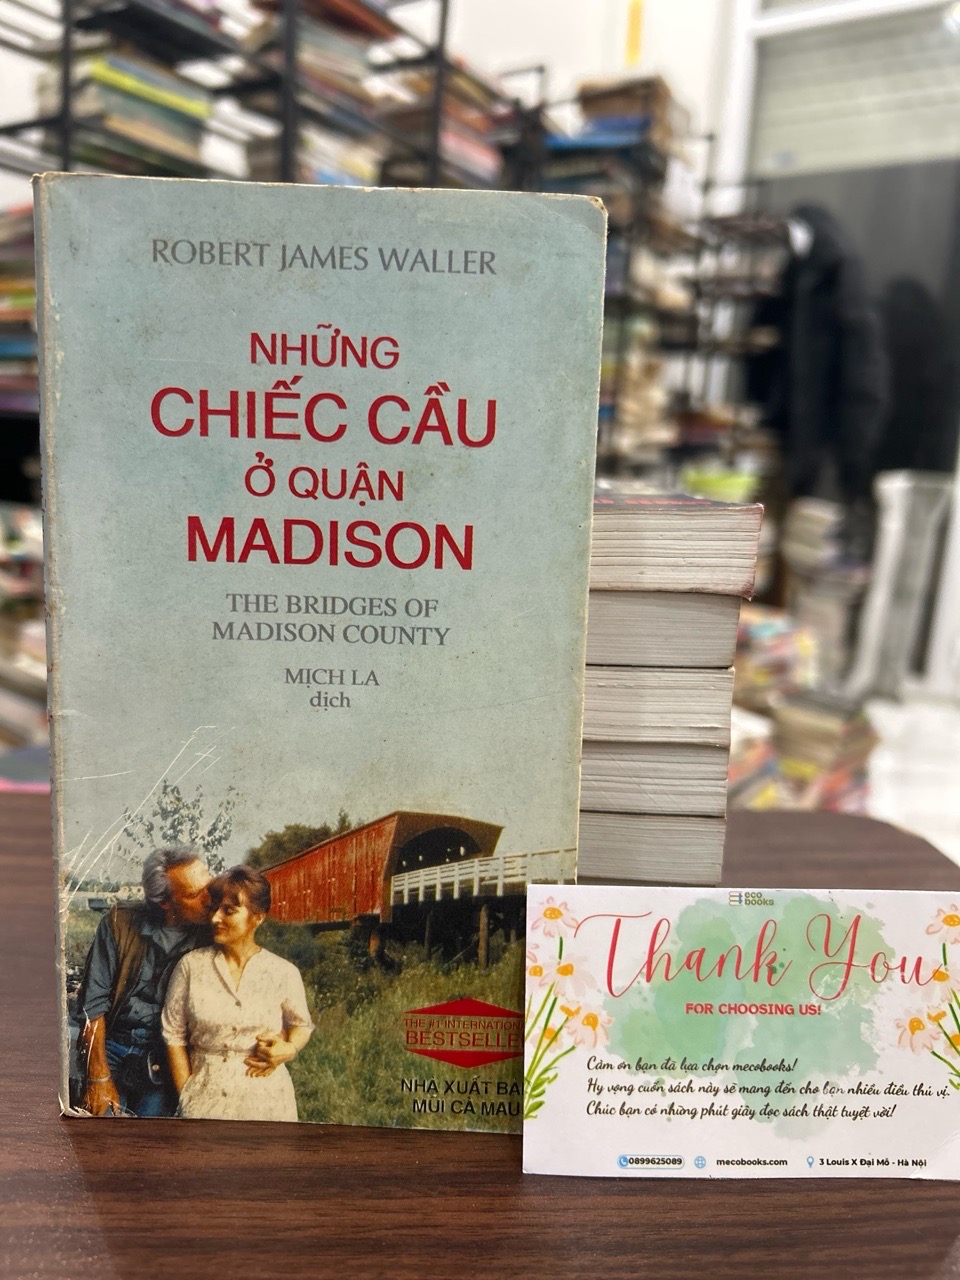 ROBERT JAMES WALLER
NHỮNG
CHIẾC CẦU
Ở QUẬN
MADISON
THE BRIDGES OF
MADISON COUNTY
MỊCH LA
dịch
THE #1 INTERNATIONA
BESTSELLE
NHÀ XUẤT BẢ
MŨI CÀ MAU
eco
books
Thank You
FOR CHOOSING US!
Cảm ơn bạn đã lựa chọn mecobooks!
Hy vọng cuốn sách này sẽ mang đến cho bạn nhiều điều thú vị.
Chúc bạn có những phút giây đọc sách thật tuyệt vời!
0899625089 mecobooks.com 3 Louis X Đại Mỗ - Hà Nội